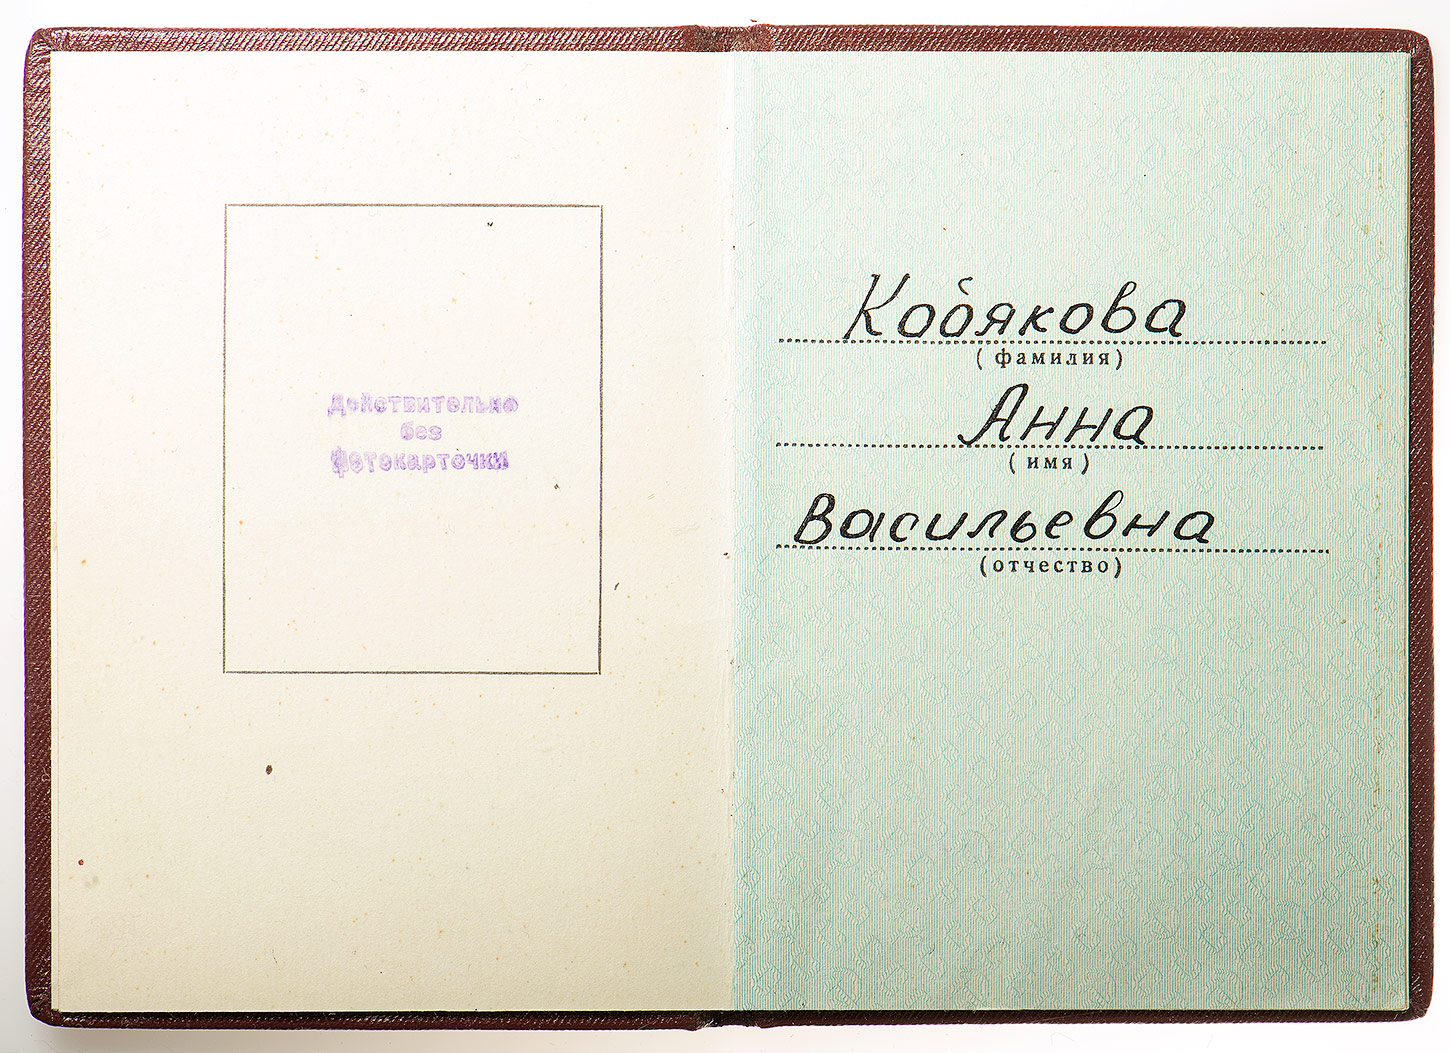 Действительно
без
фотокарточки
Кобякова
(фамилия)
Анна
(имя)
Васильевна
(отчество)